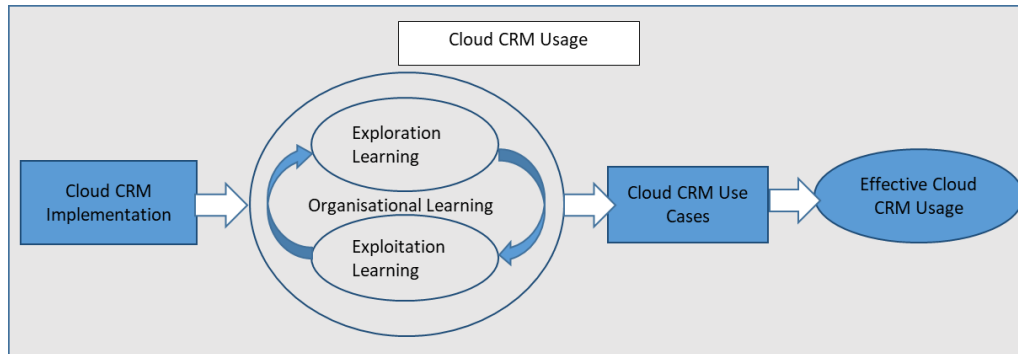 Cloud CRM Usage
Exploration
Learning
Cloud CRM
Implementation
Organisational Learning
Exploitation
Learning
Cloud CRM Use
Cases
Effective Cloud
CRM Usage